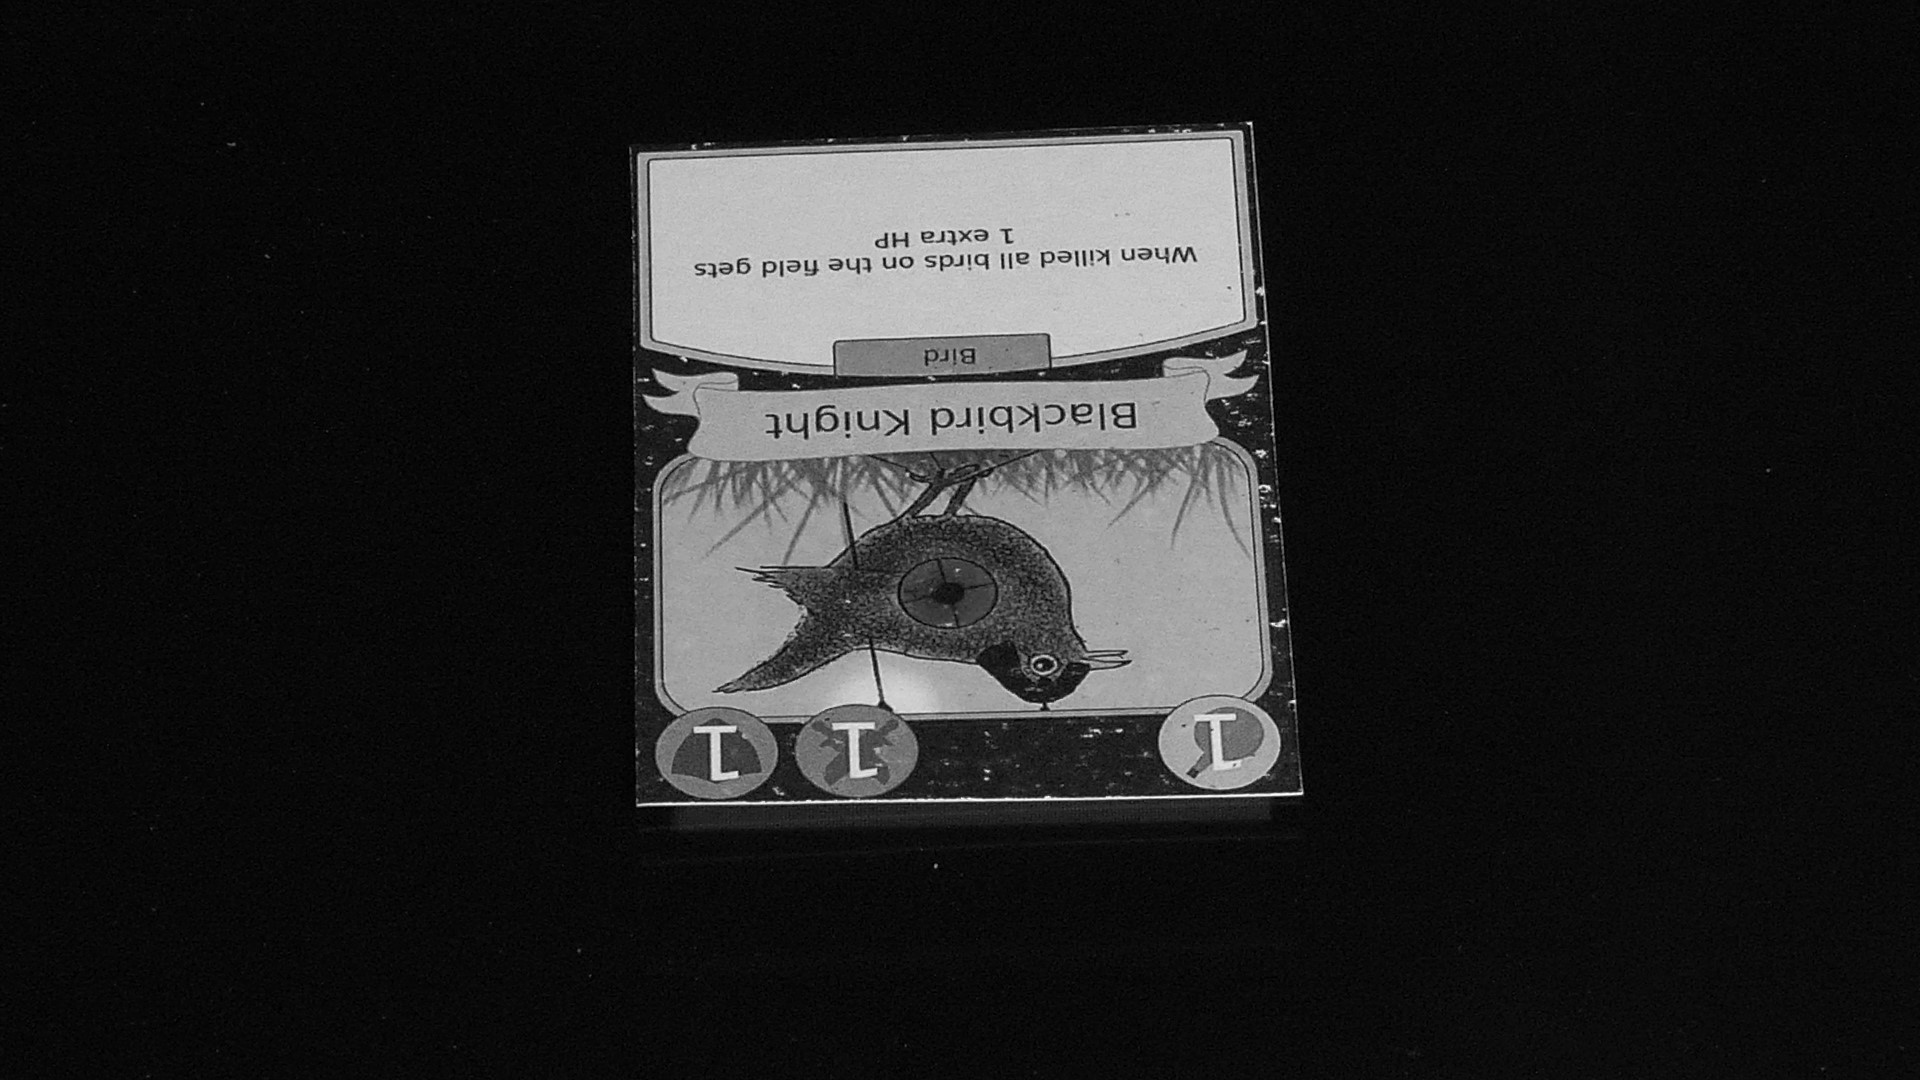 1 1 1
Blackbird Knight
Bird
When killed all birds on the field gets
1 extra HP